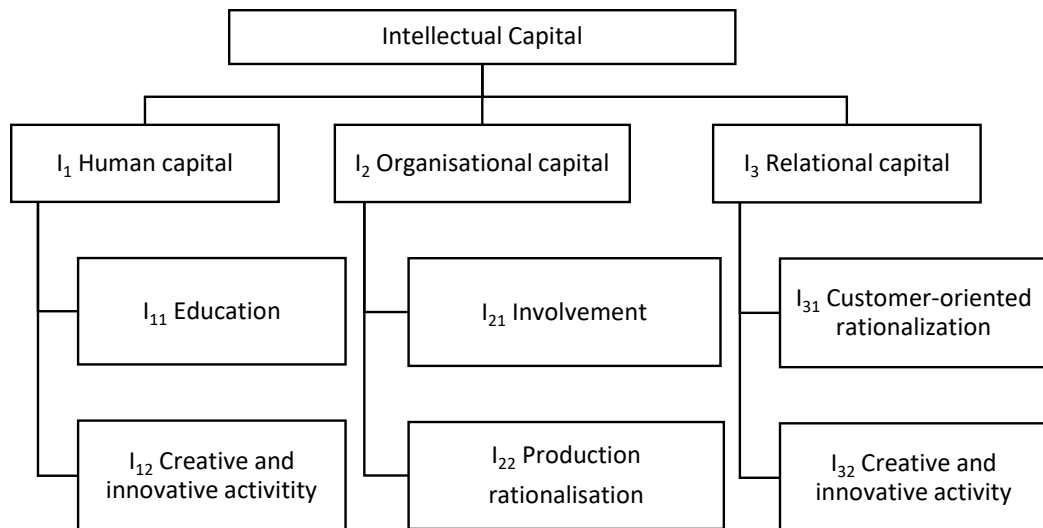 Intellectual Capital
I₁ Human capital
I₂ Organisational capital
I₃ Relational capital
I₁₁ Education
I₂₁ Involvement
I₃₁ Customer-oriented
rationalization
I₁₂ Creative and
innovative activitity
I₂₂ Production
rationalisation
I₃₂ Creative and
innovative activity